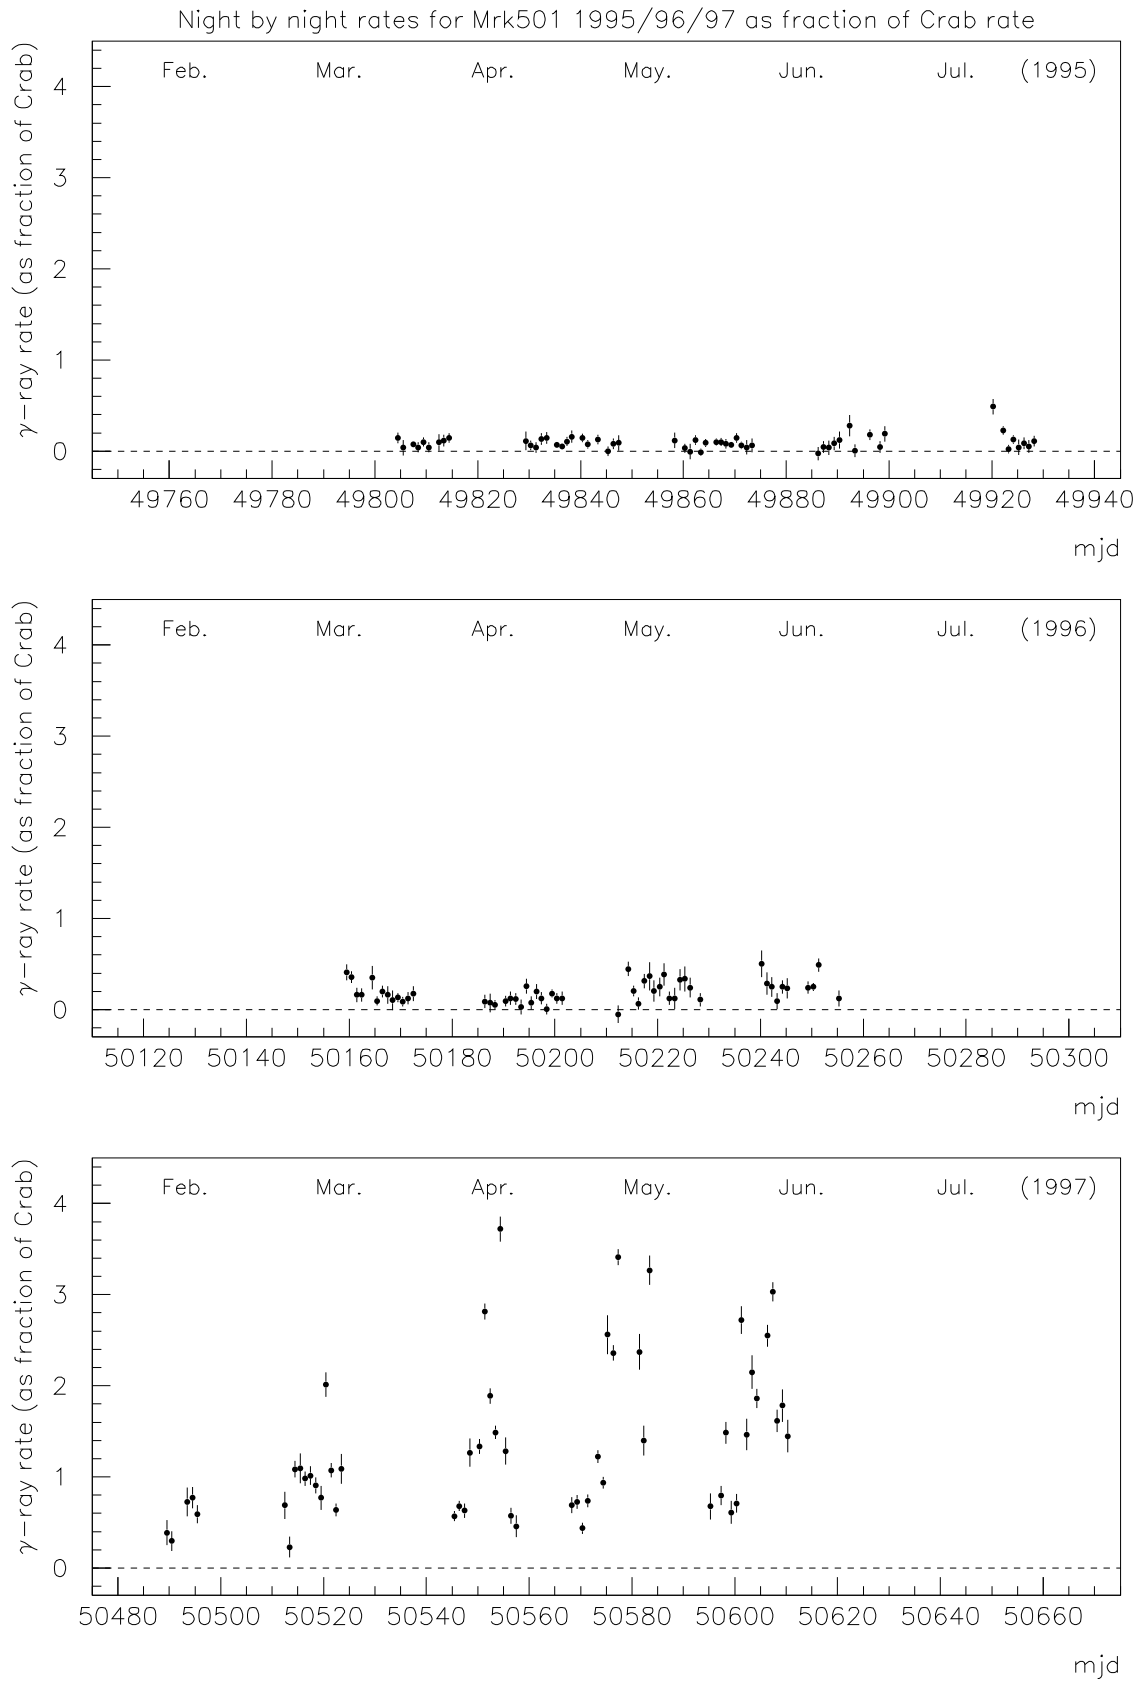 Night by night rates for Mrk501 1995/96/97 as fraction of Crab rate
γ−ray rate (as fraction of Crab)
Feb. Mar. Apr. May. Jun. Jul. (1995)
4
3
2
1
0
49760 49780 49800 49820 49840 49860 49880 49900 49920 49940
mjd
γ−ray rate (as fraction of Crab)
Feb. Mar. Apr. May. Jun. Jul. (1996)
4
3
2
1
0
50120 50140 50160 50180 50200 50220 50240 50260 50280 50300
mjd
γ−ray rate (as fraction of Crab)
Feb. Mar. Apr. May. Jun. Jul. (1997)
4
3
2
1
0
50480 50500 50520 50540 50560 50580 50600 50620 50640 50660
mjd